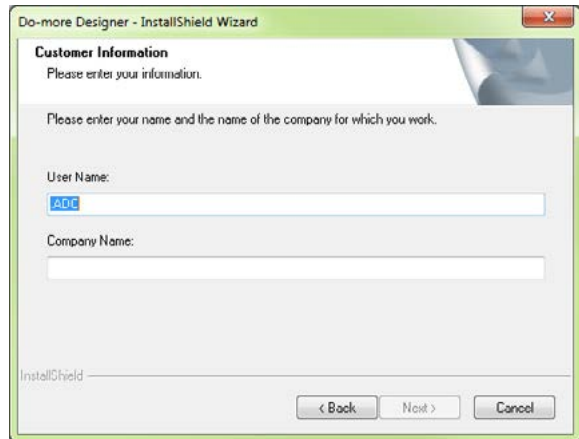 Do-more Designer - InstallShield Wizard
Customer Information
Please enter your information.
Please enter your name and the name of the company for which you work.
User Name:
.ADC
Company Name:
InstallShield
< Back
Next >
Cancel